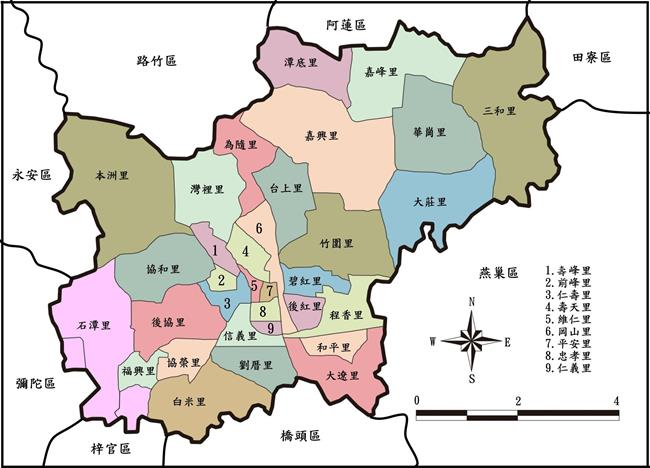 阿蓮區
路竹區
田寮區
潭底里
嘉峰里
三和里
嘉興里
華崗里
為隨里
永安區
本洲里
灣裡里
台上里
大莊里
6
1
4
竹圍里
協和里
燕巢區
2
5
7
碧紅里
3
8
後紅里
程香里
石潭里
後協里
9
信義里
和平里
福興里
協榮里
劉厝里
大遼里
彌陀區
白米里
梓官區
橋頭區
1.壽峰里
2.前峰里
3.仁壽里
4.壽天里
5.維仁里
6.岡山里
7.平安里
8.忠孝里
9.仁義里
N
W E
S
0 2 4